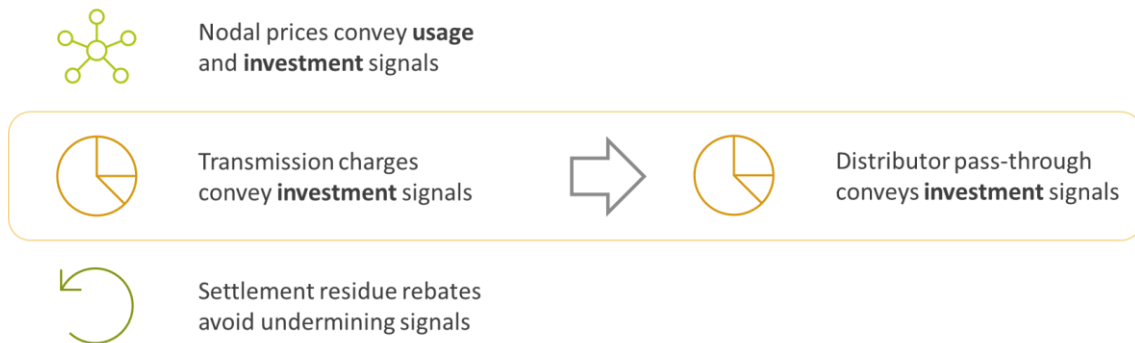 Nodal prices convey usage
and investment signals
Transmission charges
convey investment signals
Distributor pass-through
conveys investment signals
Settlement residue rebates
avoid undermining signals